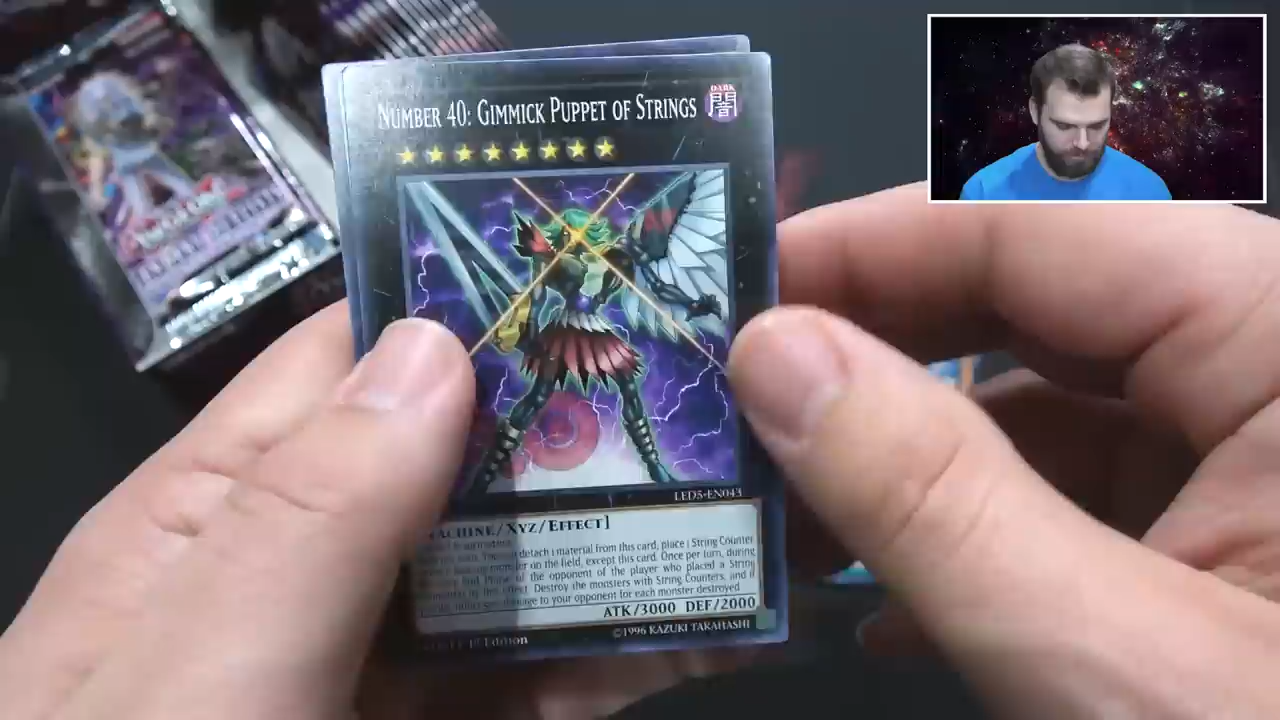 NUMBER 40: GIMMICK PUPPET OF STRINGS
DARK
闇
LED5-EN043
MACHINE/XYZ/EFFECT]
detach 1 material from this card, place 1 String Counter
monster on the field, except this card. Once per turn, during
End Phase of the opponent of the player who placed a String
Destroy the monsters with String Counters, and if
damage to your opponent for each monster destroyed
ATK/3000 DEF/2000
Edition
©1996 KAZUKI TAKAHASHI